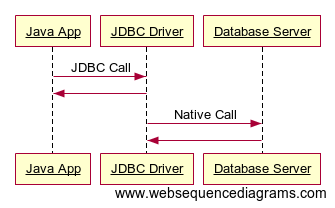 Java App JDBC Driver Database Server
JDBC Call
Native Call
Java App JDBC Driver Database Server
www.websequencediagrams.com